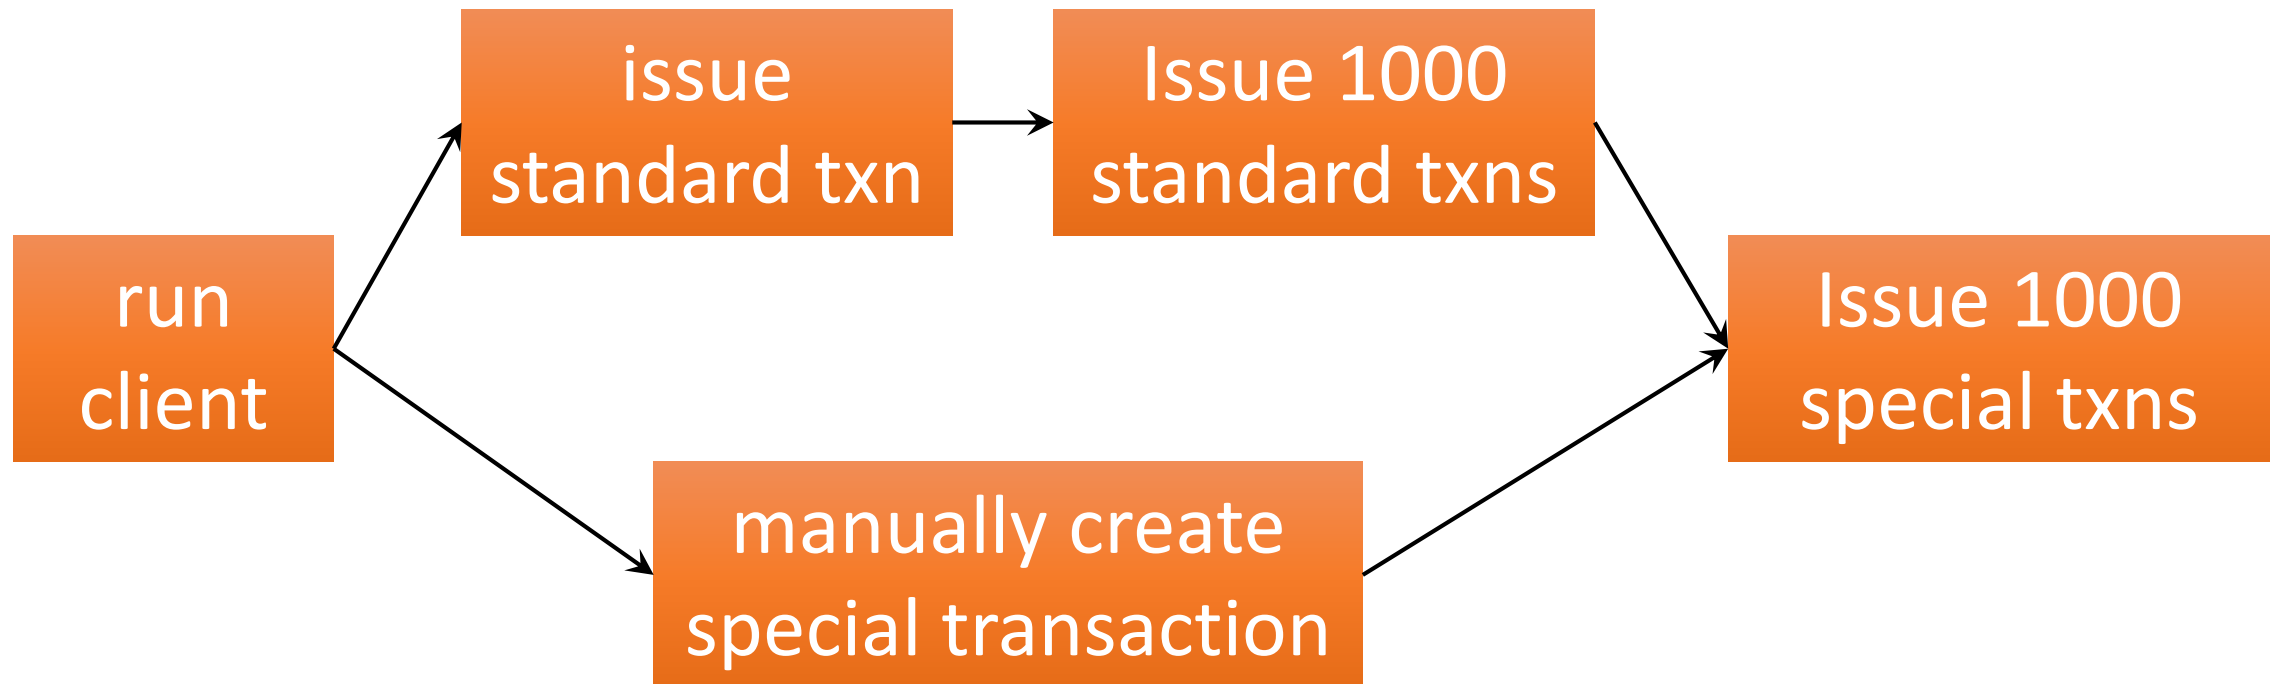 run
client
issue
standard txn
Issue 1000
standard txns
manually create
special transaction
Issue 1000
special txns